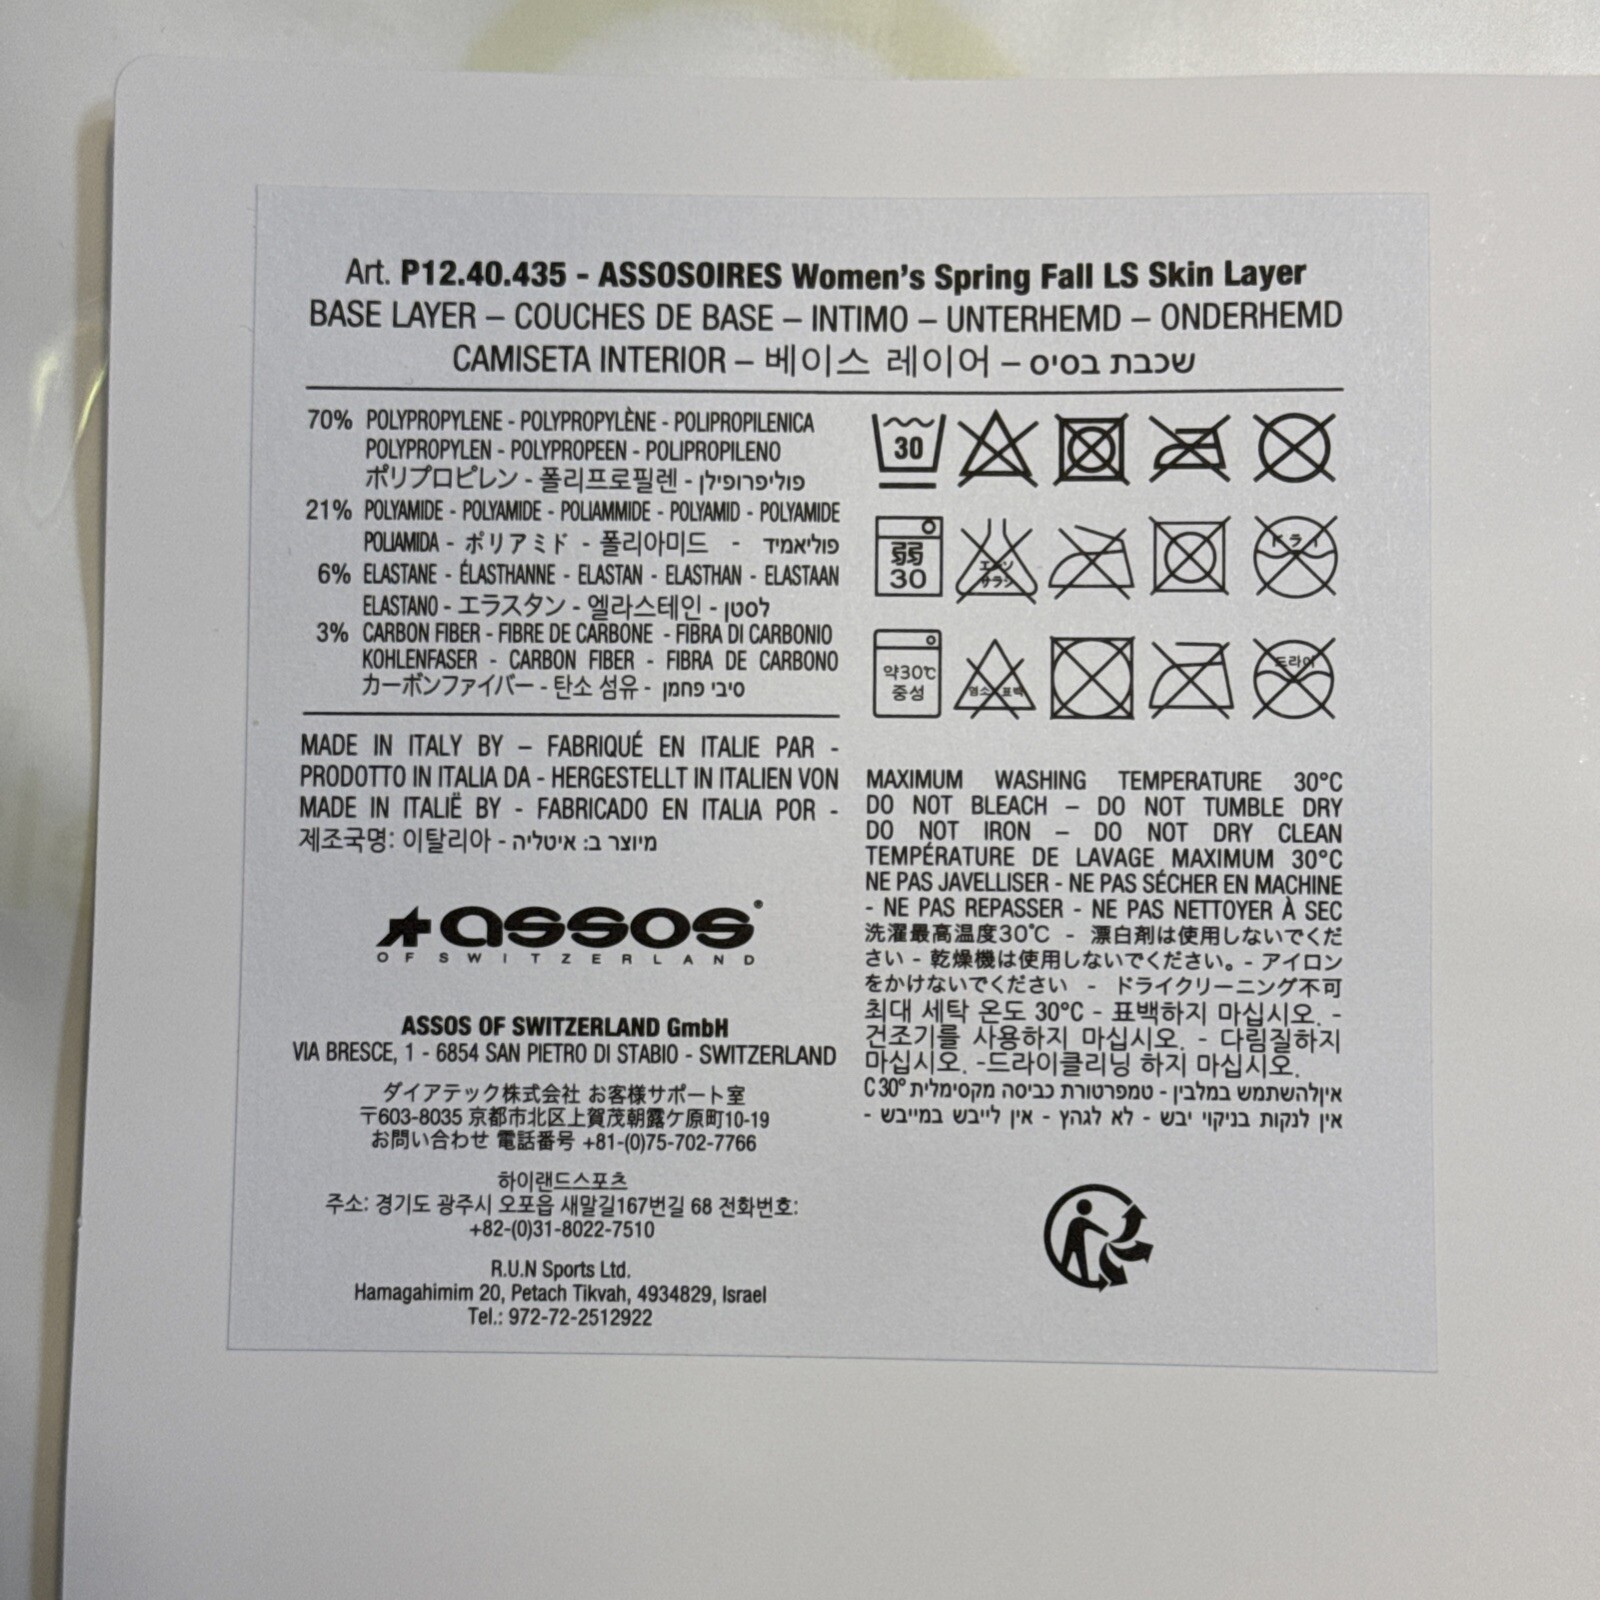 Art. P12.40.435 - ASSOSOIRES Women's Spring Fall LS Skin Layer
BASE LAYER – COUCHES DE BASE – INTIMO – UNTERHEMD – ONDERHEMD
CAMISETA INTERIOR – 베이스 레이어 – שכבת בסיס
70% POLYPROPYLENE - POLYPROPYLÈNE - POLIPROPILENICA
POLYPROPYLEN - POLYPROPEEN - POLIPROPILENO
ポリプロピレン - 폴리프로필렌 - פוליפרופילן
21% POLYAMIDE - POLYAMIDE - POLIAMMIDE - POLYAMID - POLYAMIDE
POLIAMIDA - ポリアミド - 폴리아미드 - פוליאמיד
6% ELASTANE - ÉLASTHANNE - ELASTAN - ELASTHAN - ELASTAAN
ELASTANO - エラスタン - 엘라스테인 - לסטן
3% CARBON FIBER - FIBRE DE CARBONE - FIBRA DI CARBONIO
KOHLENFASER - CARBON FIBER - FIBRA DE CARBONO
カーボンファイバー - 탄소 섬유 - סיבי פחמן
MADE IN ITALY BY – FABRIQUÉ EN ITALIE PAR -
PRODOTTO IN ITALIA DA - HERGESTELLT IN ITALIEN VON
MADE IN ITALIË BY - FABRICADO EN ITALIA POR -
제조국명: 이탈리아 - מיוצר ב: איטליה
assos®
OF SWITZERLAND
ASSOS OF SWITZERLAND GmbH
VIA BRESCE, 1 - 6854 SAN PIETRO DI STABIO - SWITZERLAND
ダイアテック株式会社 お客様サポート室
〒603-8035 京都市北区上賀茂朝露ケ原町10-19
お問い合わせ 電話番号 +81-(0)75-702-7766
하이랜드스포츠
주소: 경기도 광주시 오포읍 새말길167번길 68 전화번호:
+82-(0)31-8022-7510
R.U.N Sports Ltd.
Hamagahimim 20, Petach Tikvah, 4934829, Israel
Tel.: 972-72-2512922
30
弱
30
エンソ
サラシ
ドライ
약30℃
중성
염소 표백
드라이
MAXIMUM WASHING TEMPERATURE 30°C
DO NOT BLEACH – DO NOT TUMBLE DRY
DO NOT IRON – DO NOT DRY CLEAN
TEMPÉRATURE DE LAVAGE MAXIMUM 30°C
NE PAS JAVELLISER - NE PAS SÉCHER EN MACHINE
- NE PAS REPASSER - NE PAS NETTOYER À SEC
洗濯最高温度30℃ - 漂白剤は使用しないでくだ
さい - 乾燥機は使用しないでください。- アイロン
をかけないでください - ドライクリーニング不可
최대 세탁 온도 30°C - 표백하지 마십시오. -
건조기를 사용하지 마십시오. - 다림질하지
마십시오. -드라이클리닝 하지 마십시오.
איןלהשתמש במלבין - טמפרטורת כביסה מקסימלית 30° C
אין לנקות בניקוי יבש - לא לגהץ - אין לייבש במייבש -